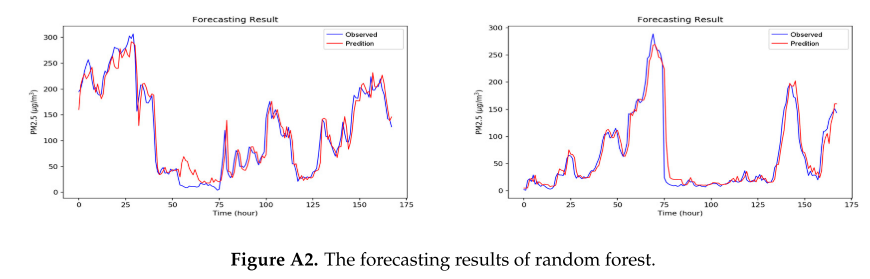 Forecasting Result
Observed
Predition
300
250
200
150
100
50
0
PM2.5 (μg/m³)
0 25 50 75 100 125 150 175
Time (hour)
Forecasting Result
Observed
Predition
300
250
200
150
100
50
0
PM2.5 (μg/m³)
0 25 50 75 100 125 150 175
Time (hour)
Figure A2. The forecasting results of random forest.